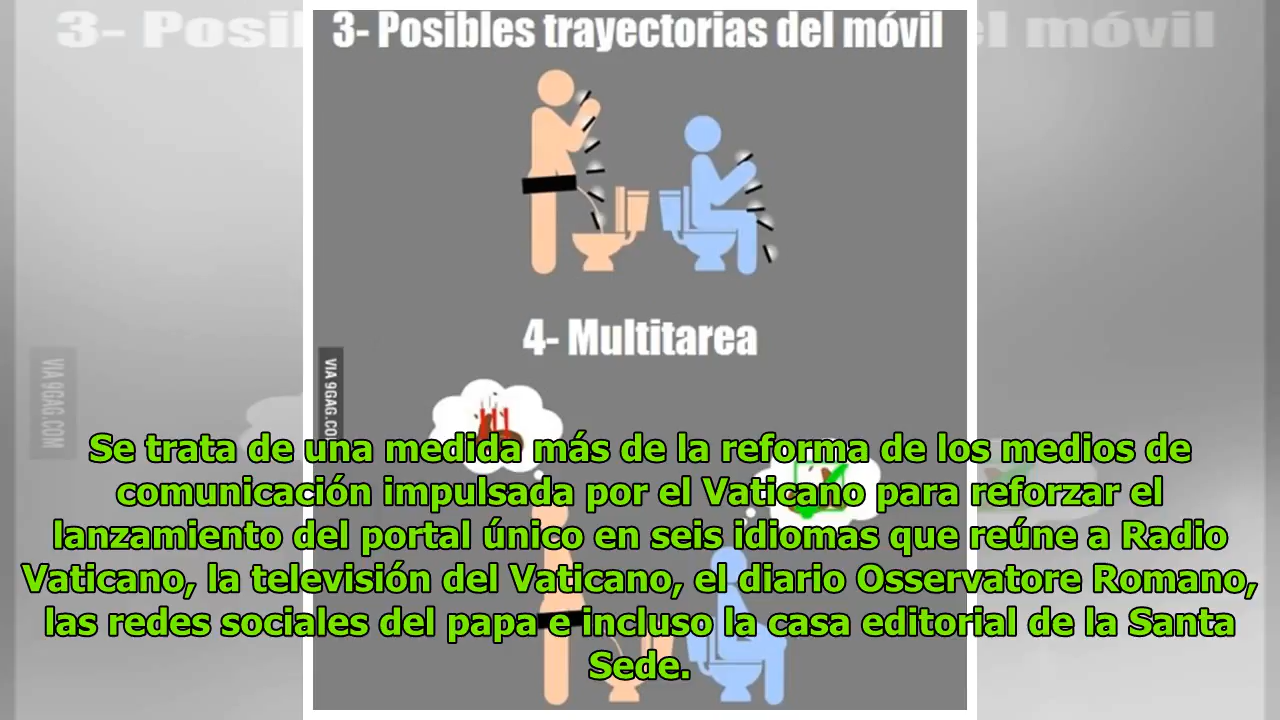 3- Posibles trayectorias del móvil
4- Multitarea
VIA 9GAG.CO
VIA 9GAG.COM
Se trata de una medida más de la reforma de los medios de
comunicación impulsada por el Vaticano para reforzar el
lanzamiento del portal único en seis idiomas que reúne a Radio
Vaticano, la televisión del Vaticano, el diario Osservatore Romano,
las redes sociales del papa e incluso la casa editorial de la Santa
Sede.